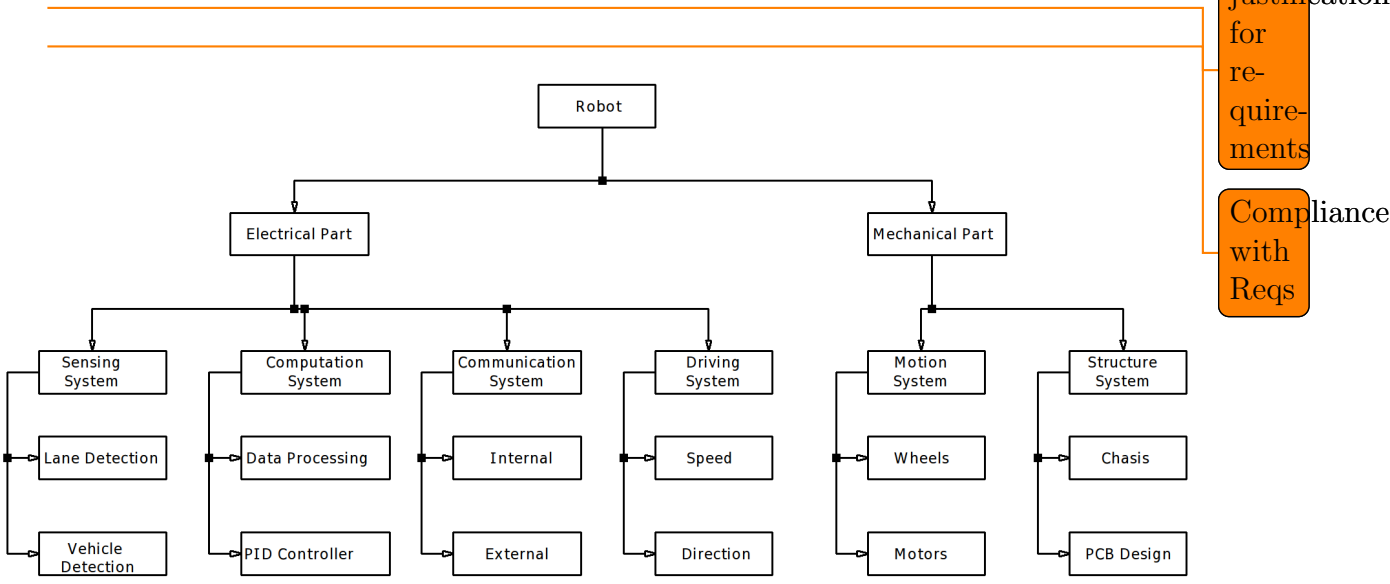 justification
for
re-
quire-
ments
Compliance
with
Reqs
Robot
Electrical Part
Mechanical Part
Sensing
System
Computation
System
Communication
System
Driving
System
Motion
System
Structure
System
Lane Detection
Data Processing
Internal
Speed
Wheels
Chasis
Vehicle
Detection
PID Controller
External
Direction
Motors
PCB Design